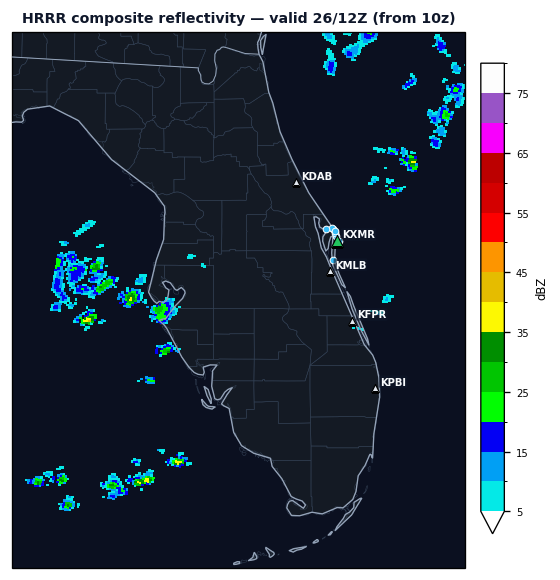 HRRR composite reflectivity — valid 26/12Z (from 10z)
KDAB
KXMR
KMLB
KFPR
KPBI
75
65
55
45
35
25
15
5
dBZ